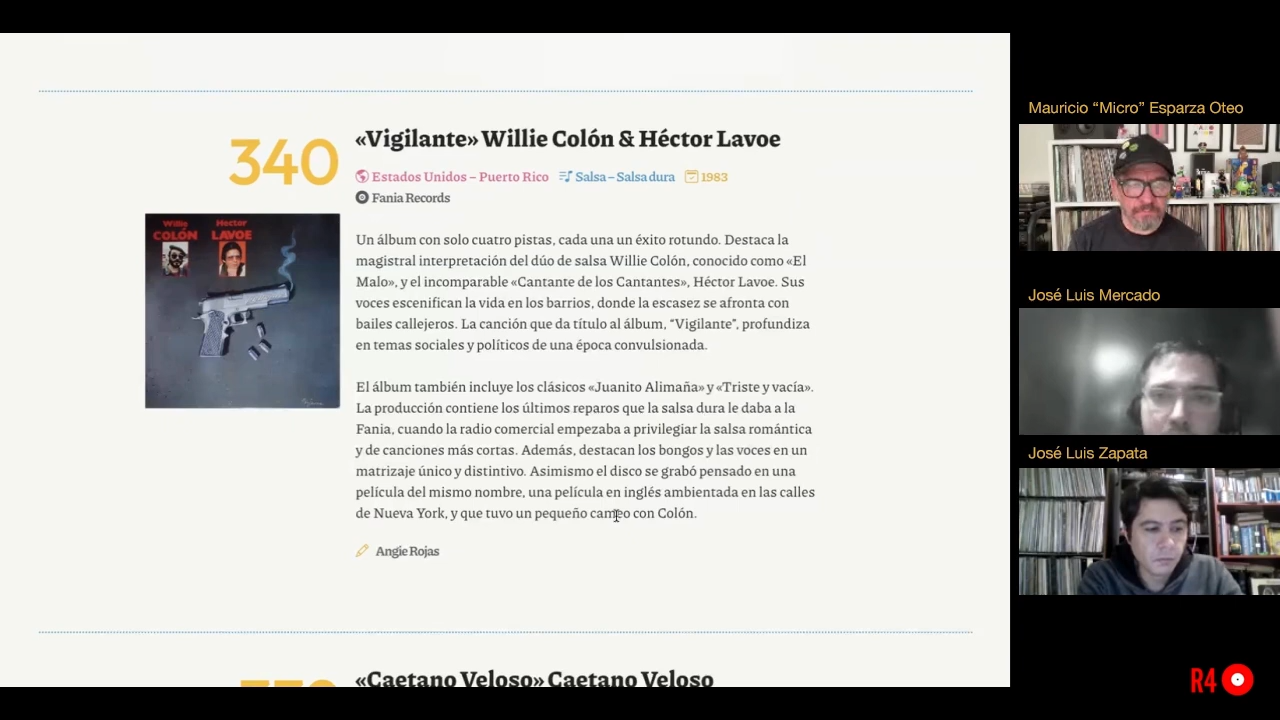 340
«Vigilante» Willie Colón & Héctor Lavoe
Estados Unidos – Puerto Rico Salsa – Salsa dura 1983
Fania Records
Willie COLÓN
Hector LAVOE
Un álbum con solo cuatro pistas, cada una un éxito rotundo. Destaca la
magistral interpretación del dúo de salsa Willie Colón, conocido como «El
Malo», y el incomparable «Cantante de los Cantantes», Héctor Lavoe. Sus
voces escenifican la vida en los barrios, donde la escasez se afronta con
bailes callejeros. La canción que da título al álbum, “Vigilante”, profundiza
en temas sociales y políticos de una época convulsionada.
El álbum también incluye los clásicos «Juanito Alimaña» y «Triste y vacía».
La producción contiene los últimos reparos que la salsa dura le daba a la
Fania, cuando la radio comercial empezaba a privilegiar la salsa romántica
y de canciones más cortas. Además, destacan los bongos y las voces en un
matrizaje único y distintivo. Asimismo el disco se grabó pensado en una
película del mismo nombre, una película en inglés ambientada en las calles
de Nueva York, y que tuvo un pequeño cameo con Colón.
Angie Rojas
«Caetano Veloso» Caetano Veloso
Mauricio “Micro” Esparza Oteo
José Luis Mercado
José Luis Zapata
R4